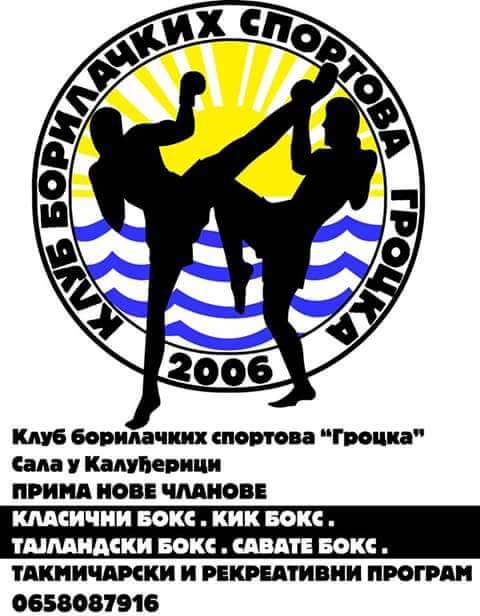 КЛУБ БОРИЛАЧКИХ СПОРТОВА ГРОЦКА
2006
Клуб борилачких спортова “Гроцка”
Сала у Калуђерици
ПРИМА НОВЕ ЧЛАНОВЕ
КЛАСИЧНИ БОКС . КИК БОКС .
ТАЈЛАНДСКИ БОКС . САВАТЕ БОКС .
ТАКМИЧАРСКИ И РЕКРЕАТИВНИ ПРОГРАМ
0658087916